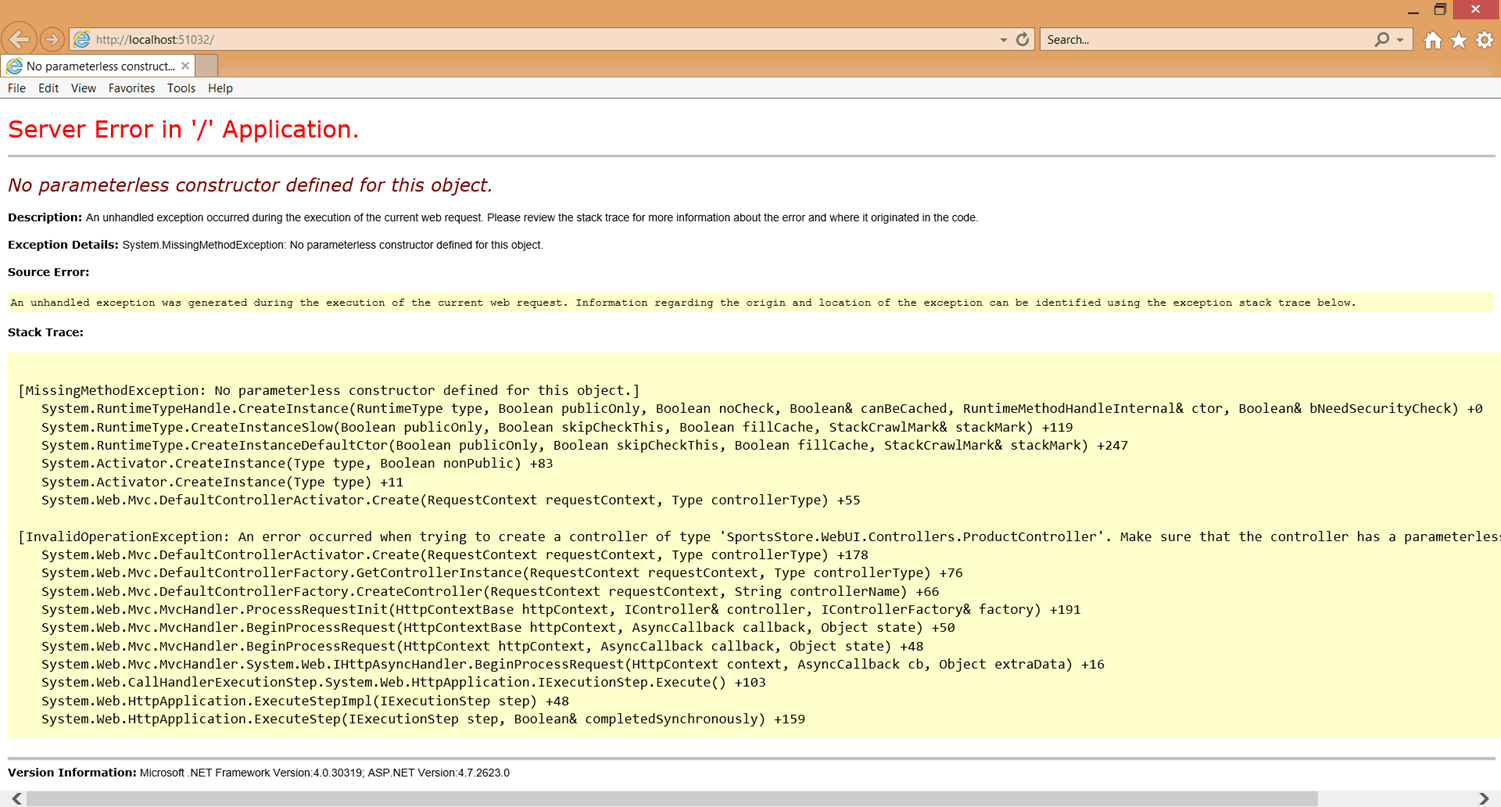 http://localhost:51032/
Search...
No parameterless construct...
File Edit View Favorites Tools Help
Server Error in '/' Application.
No parameterless constructor defined for this object.
Description: An unhandled exception occurred during the execution of the current web request. Please review the stack trace for more information about the error and where it originated in the code.
Exception Details: System.MissingMethodException: No parameterless constructor defined for this object.
Source Error:
An unhandled exception was generated during the execution of the current web request. Information regarding the origin and location of the exception can be identified using the exception stack trace below.
Stack Trace:
[MissingMethodException: No parameterless constructor defined for this object.]
System.RuntimeTypeHandle.CreateInstance(RuntimeType type, Boolean publicOnly, Boolean noCheck, Boolean& canBeCached, RuntimeMethodHandleInternal& ctor, Boolean& bNeedSecurityCheck) +0
System.RuntimeType.CreateInstanceSlow(Boolean publicOnly, Boolean skipCheckThis, Boolean fillCache, StackCrawlMark& stackMark) +119
System.RuntimeType.CreateInstanceDefaultCtor(Boolean publicOnly, Boolean skipCheckThis, Boolean fillCache, StackCrawlMark& stackMark) +247
System.Activator.CreateInstance(Type type, Boolean nonPublic) +83
System.Activator.CreateInstance(Type type) +11
System.Web.Mvc.DefaultControllerActivator.Create(RequestContext requestContext, Type controllerType) +55
[InvalidOperationException: An error occurred when trying to create a controller of type 'SportsStore.WebUI.Controllers.ProductController'. Make sure that the controller has a parameterless
System.Web.Mvc.DefaultControllerActivator.Create(RequestContext requestContext, Type controllerType) +178
System.Web.Mvc.DefaultControllerFactory.GetControllerInstance(RequestContext requestContext, Type controllerType) +76
System.Web.Mvc.DefaultControllerFactory.CreateController(RequestContext requestContext, String controllerName) +66
System.Web.Mvc.MvcHandler.ProcessRequestInit(HttpContextBase httpContext, IController& controller, IControllerFactory& factory) +191
System.Web.Mvc.MvcHandler.BeginProcessRequest(HttpContextBase httpContext, AsyncCallback callback, Object state) +50
System.Web.Mvc.MvcHandler.BeginProcessRequest(HttpContext httpContext, AsyncCallback callback, Object state) +48
System.Web.Mvc.MvcHandler.System.Web.IHttpAsyncHandler.BeginProcessRequest(HttpContext context, AsyncCallback cb, Object extraData) +16
System.Web.CallHandlerExecutionStep.System.Web.HttpApplication.IExecutionStep.Execute() +103
System.Web.HttpApplication.ExecuteStepImpl(IExecutionStep step) +48
System.Web.HttpApplication.ExecuteStep(IExecutionStep step, Boolean& completedSynchronously) +159
Version Information: Microsoft .NET Framework Version:4.0.30319; ASP.NET Version:4.7.2623.0